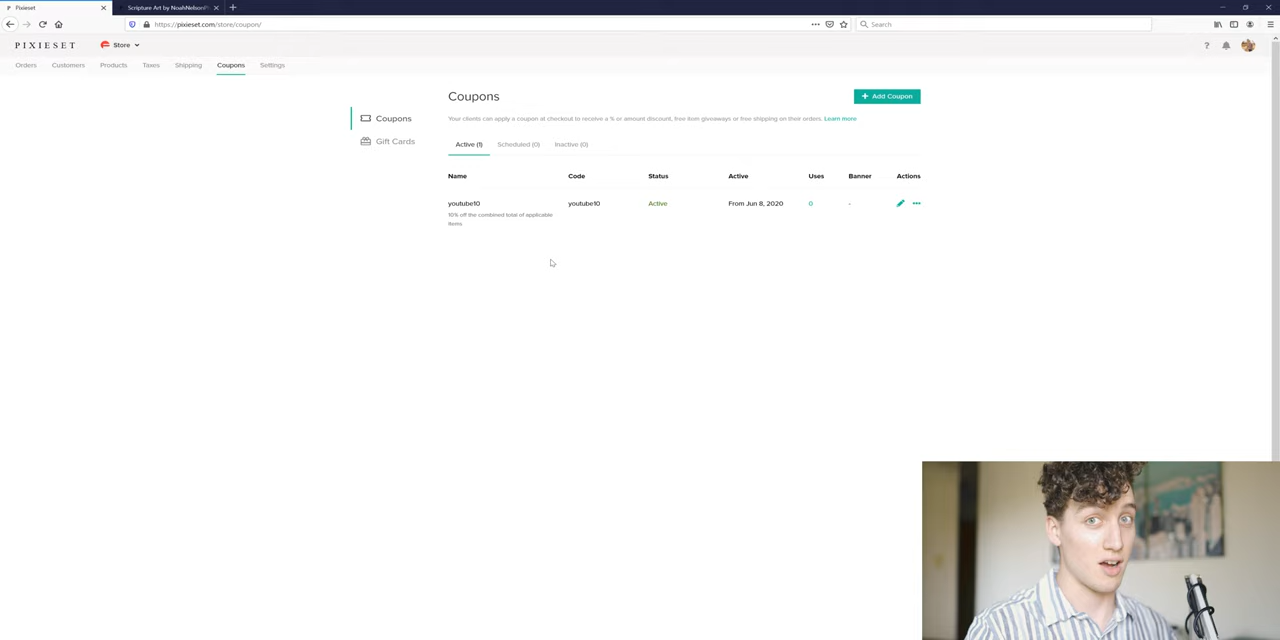 Pixieset
Scripture Art by NoahNelsonP
https://pixieset.com/store/coupon/
Search
PIXIESET
Store
Orders
Customers
Products
Taxes
Shipping
Coupons
Settings
Coupons
Gift Cards
Coupons
+ Add Coupon
Your clients can apply a coupon at checkout to receive a % or amount discount, free item giveaways or free shipping on their orders. Learn more
Active (1)
Scheduled (0)
Inactive (0)
Name
Code
Status
Active
Uses
Banner
Actions
youtube10
youtube10
Active
From Jun 8, 2020
0
-
10% off the combined total of applicable
items